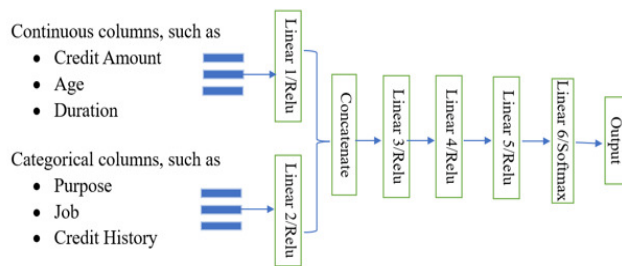 Continuous columns, such as
• Credit Amount
• Age
• Duration
Categorical columns, such as
• Purpose
• Job
• Credit History
Linear 1/Relu
Linear 2/Relu
Concatenate
Linear 3/Relu
Linear 4/Relu
Linear 5/Relu
Linear 6/Softmax
Output